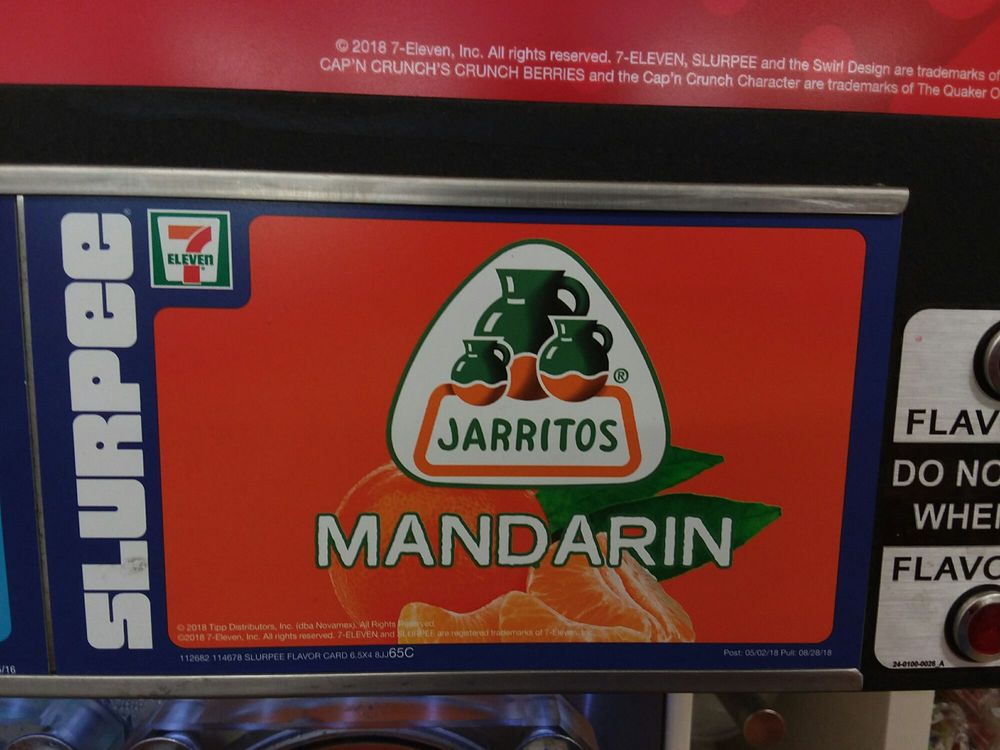 © 2018 7-Eleven, Inc. All rights reserved. 7-ELEVEN, SLURPEE and the Swirl Design are trademarks of
CAP'N CRUNCH'S CRUNCH BERRIES and the Cap'n Crunch Character are trademarks of The Quaker O
SLURPEE
7
ELEVEn
®
JARRITOS
MANDARIN
© 2018 Tipp Distributors, Inc. (dba Novamex). All Rights
©2018 7-Eleven, Inc. All rights reserved. 7-ELEVEN and SLURPEE are registered trademarks of 7-Eleven, Inc.
112682 114678 SLURPEE FLAVOR CARD 6.5X4 8JJ65C
Post: 05/02/18 Pull: 08/28/18
/16
FLAV
DO NO
WHE
FLAVO
24-0100-0026 A